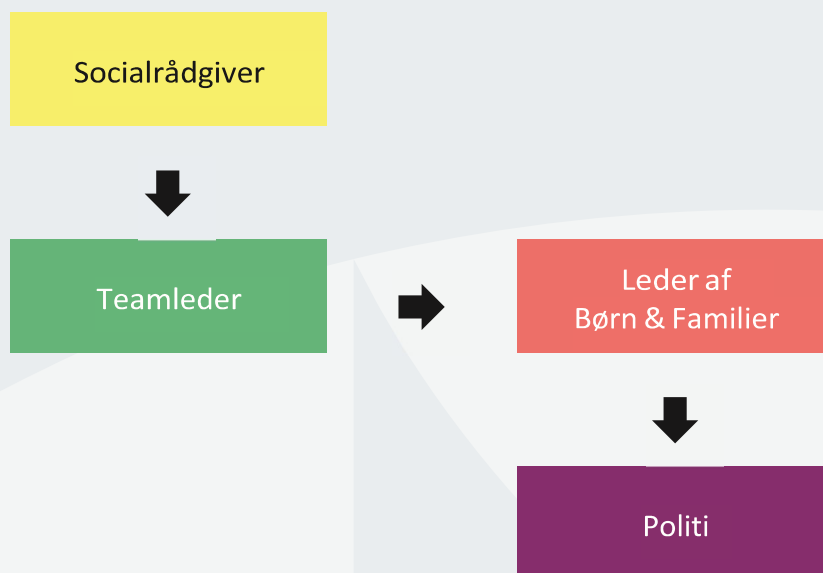 Socialrådgiver
Teamleder
Leder af
Børn & Familier
Politi